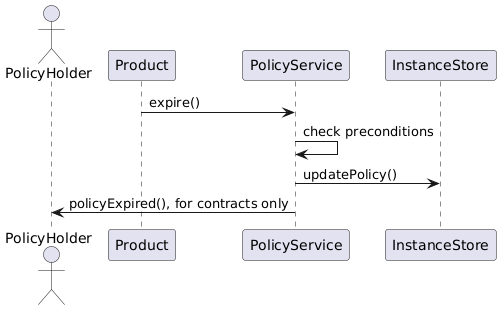 PolicyHolder
Product
PolicyService
InstanceStore
expire()
check preconditions
updatePolicy()
policyExpired(), for contracts only
PolicyHolder
Product
PolicyService
InstanceStore